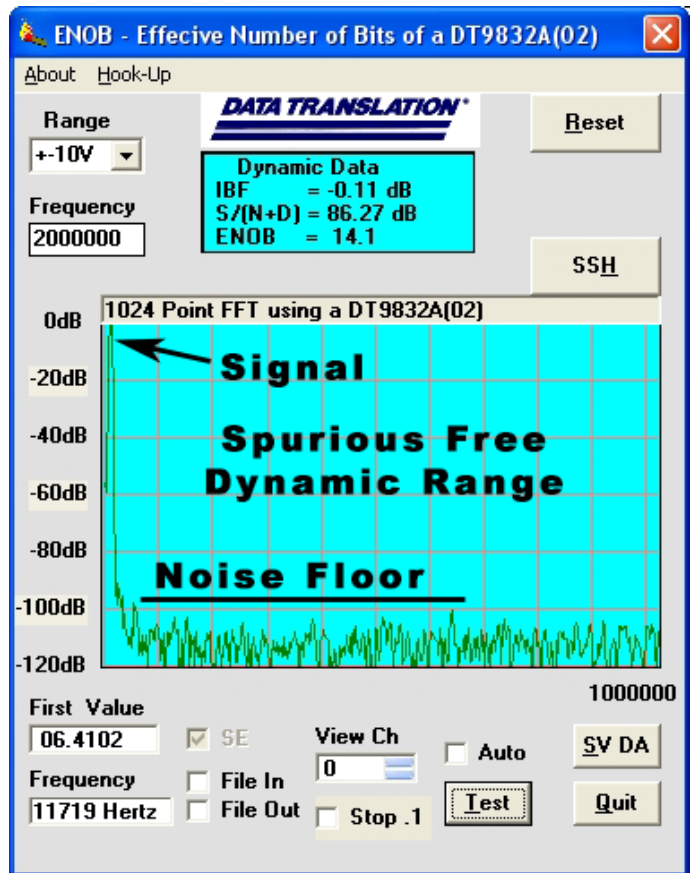 ENOB - Effecive Number of Bits of a DT9832A(02)
About Hook-Up
Range
+-10V
Frequency
2000000
DATA TRANSLATION
Dynamic Data
IBF = -0.11 dB
S/(N+D) = 86.27 dB
ENOB = 14.1
Reset
SSH
1024 Point FFT using a DT9832A(02)
0dB
-20dB
-40dB
-60dB
-80dB
-100dB
-120dB
Signal
Spurious Free
Dynamic Range
Noise Floor
1000000
First Value
06.4102
SE
View Ch
0
Auto
SV DA
Frequency
11719 Hertz
File In
File Out
Stop .1
Test
Quit